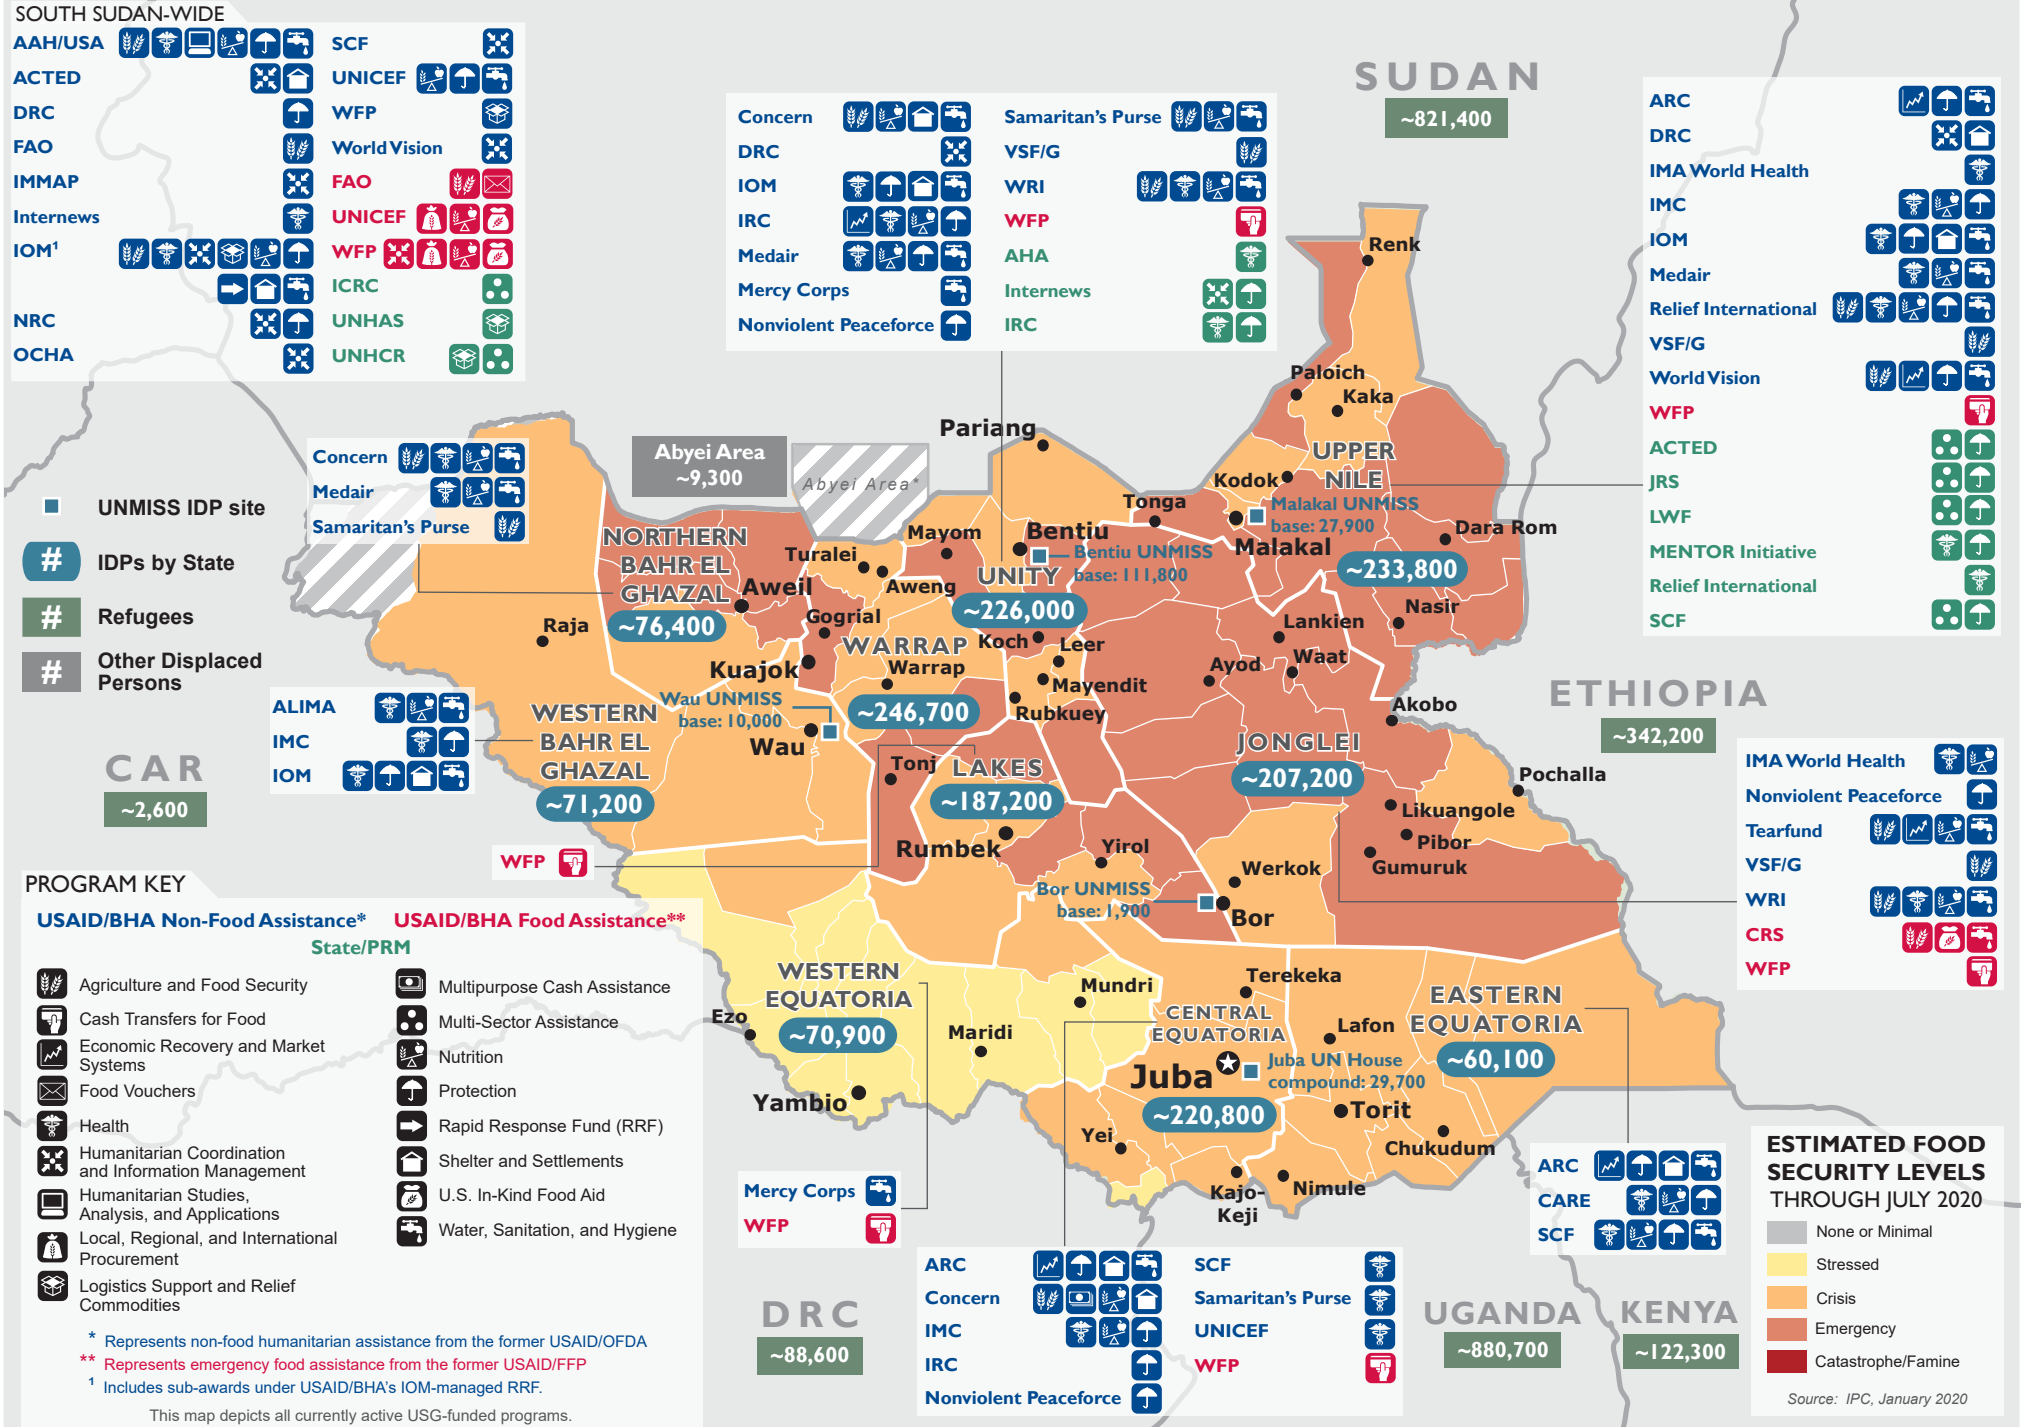 SOUTH SUDAN-WIDE
AAH/USA
ACTED
DRC
FAO
IMMAP
Internews
IOM¹
NRC
OCHA
SCF
UNICEF
WFP
World Vision
FAO
UNICEF
WFP
ICRC
UNHAS
UNHCR
Concern
DRC
IOM
IRC
Medair
Mercy Corps
Nonviolent Peaceforce
Samaritan's Purse
VSF/G
WRI
WFP
AHA
Internews
IRC
SUDAN
~821,400
ARC
DRC
IMA World Health
IMC
IOM
Medair
Relief International
VSF/G
World Vision
WFP
ACTED
JRS
LWF
MENTOR Initiative
Relief International
SCF
Concern
Medair
Samaritan's Purse
# UNMISS IDP site
# IDPs by State
# Refugees
# Other Displaced
Persons
Abyei Area
~9,300
Abyei Area*
Renk
Paloich
Kaka
Pariang
UPPER
NILE
Kodok
Tonga
Malakal UNMISS
base: 27,900
Malakal
Dara Rom
~233,800
Nasir
NORTHERN
BAHR EL
GHAZAL
~76,400
Aweil
Turalei
Mayom
Aweng
Gogrial
Bentiu
Bentiu UNMISS
base: 111,800
UNITY
~226,000
Koch
Leer
Mayendit
Rubkuey
Raja
Kuajok
WARRAP
Warrap
~246,700
Wau UNMISS
base: 10,000
Wau
Lankien
Waat
Ayod
Akobo
ETHIOPIA
~342,200
ALIMA
IMC
IOM
WESTERN
BAHR EL
GHAZAL
~71,200
CAR
~2,600
Tonj
LAKES
~187,200
Rumbek
Yirol
JONGLEI
~207,200
Pochalla
Likuangole
Pibor
Gumuruk
Werkok
Bor UNMISS
base: 1,900
Bor
IMA World Health
Nonviolent Peaceforce
Tearfund
VSF/G
WRI
CRS
WFP
WFP
PROGRAM KEY
USAID/BHA Non-Food Assistance*
USAID/BHA Food Assistance**
State/PRM
Agriculture and Food Security
Cash Transfers for Food
Economic Recovery and Market
Systems
Food Vouchers
Health
Humanitarian Coordination
and Information Management
Humanitarian Studies,
Analysis, and Applications
Local, Regional, and International
Procurement
Logistics Support and Relief
Commodities
Multipurpose Cash Assistance
Multi-Sector Assistance
Nutrition
Protection
Rapid Response Fund (RRF)
Shelter and Settlements
U.S. In-Kind Food Aid
Water, Sanitation, and Hygiene
* Represents non-food humanitarian assistance from the former USAID/OFDA
** Represents emergency food assistance from the former USAID/FFP
¹ Includes sub-awards under USAID/BHA's IOM-managed RRF.
This map depicts all currently active USG-funded programs.
WESTERN
EQUATORIA
~70,900
Ezo
Yambio
Maridi
Mundri
Terekeka
CENTRAL
EQUATORIA
Juba
Juba UN House
compound: 29,700
~220,800
Yei
Kajo-
Keji
Nimule
Lafon
EASTERN
EQUATORIA
~60,100
Torit
Chukudum
Mercy Corps
WFP
ARC
Concern
IMC
IRC
Nonviolent Peaceforce
SCF
Samaritan's Purse
UNICEF
WFP
DRC
~88,600
UGANDA
~880,700
KENYA
~122,300
ARC
CARE
SCF
ESTIMATED FOOD
SECURITY LEVELS
THROUGH JULY 2020
None or Minimal
Stressed
Crisis
Emergency
Catastrophe/Famine
Source: IPC, January 2020